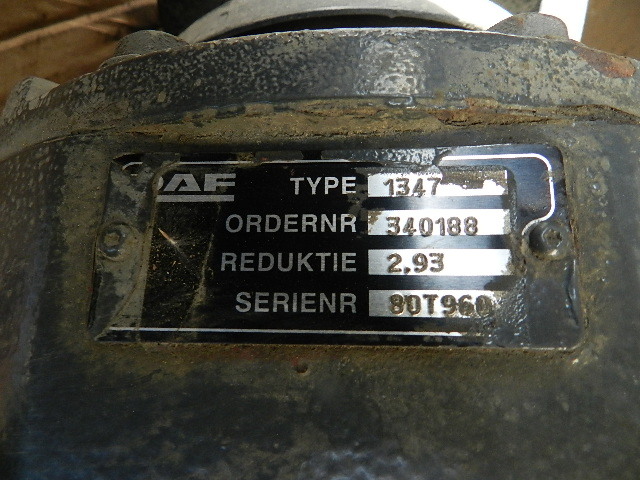 DAF TYPE 1347
ORDERNR 340188
REDUKTIE 2.93
SERIENR 80T960